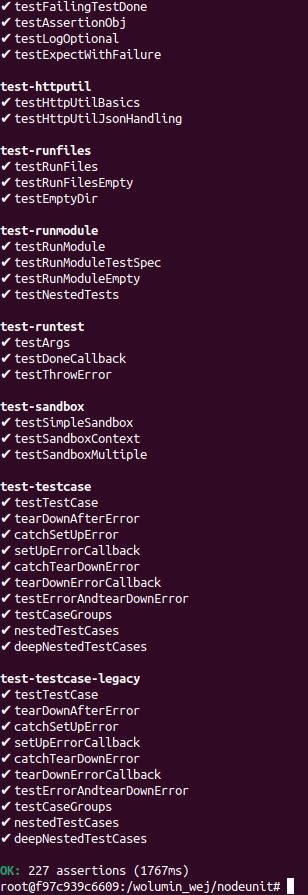 ✔ testFailingTestDone
✔ testAssertionObj
✔ testLogOptional
✔ testExpectWithFailure
test-httputil
✔ testHttpUtilBasics
✔ testHttpUtilJsonHandling
test-runfiles
✔ testRunFiles
✔ testRunFilesEmpty
✔ testEmptyDir
test-runmodule
✔ testRunModule
✔ testRunModuleTestSpec
✔ testRunModuleEmpty
✔ testNestedTests
test-runtest
✔ testArgs
✔ testDoneCallback
✔ testThrowError
test-sandbox
✔ testSimpleSandbox
✔ testSandboxContext
✔ testSandboxMultiple
test-testcase
✔ testTestCase
✔ tearDownAfterError
✔ catchSetUpError
✔ setUpErrorCallback
✔ catchTearDownError
✔ tearDownErrorCallback
✔ testErrorAndtearDownError
✔ testCaseGroups
✔ nestedTestCases
✔ deepNestedTestCases
test-testcase-legacy
✔ testTestCase
✔ tearDownAfterError
✔ catchSetUpError
✔ setUpErrorCallback
✔ catchTearDownError
✔ tearDownErrorCallback
✔ testErrorAndtearDownError
✔ testCaseGroups
✔ nestedTestCases
✔ deepNestedTestCases
OK: 227 assertions (1767ms)
root@f97c939c6609:/wolumin_wej/nodeunit#